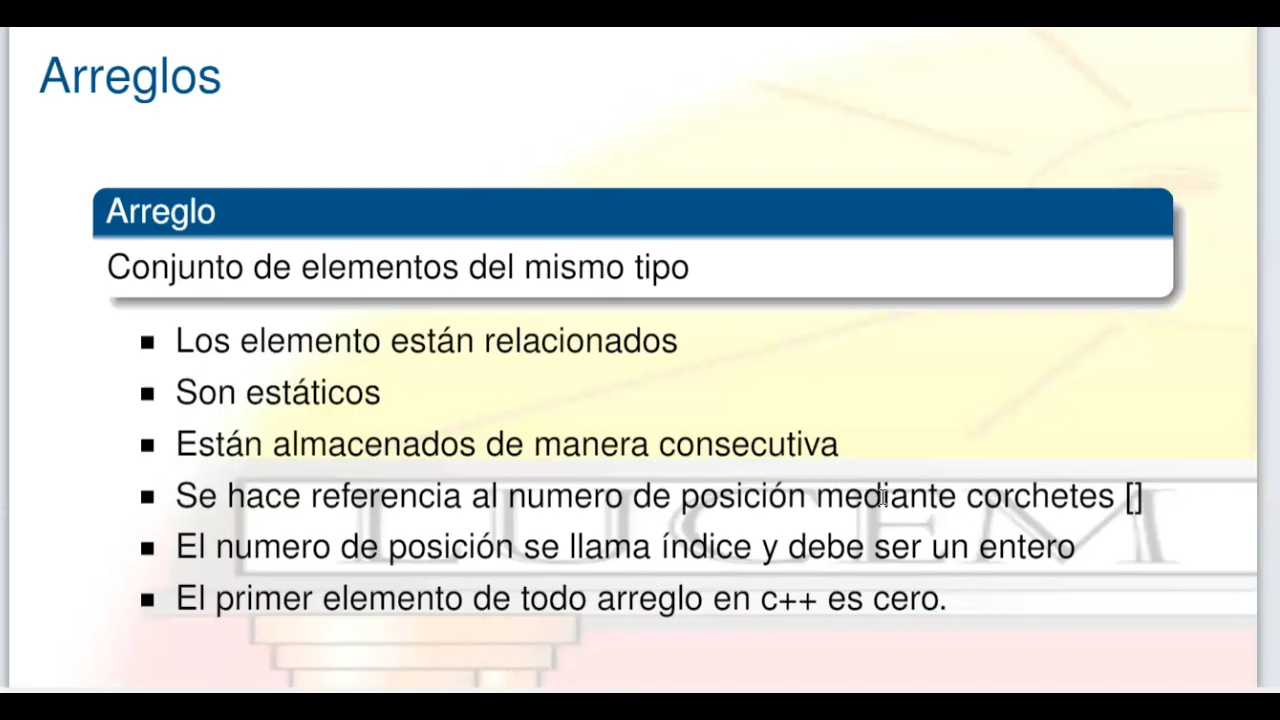 Arreglos
Arreglo
Conjunto de elementos del mismo tipo
Los elemento están relacionados
Son estáticos
Están almacenados de manera consecutiva
Se hace referencia al numero de posición mediante corchetes []
El numero de posición se llama índice y debe ser un entero
El primer elemento de todo arreglo en c++ es cero.
LUCEM